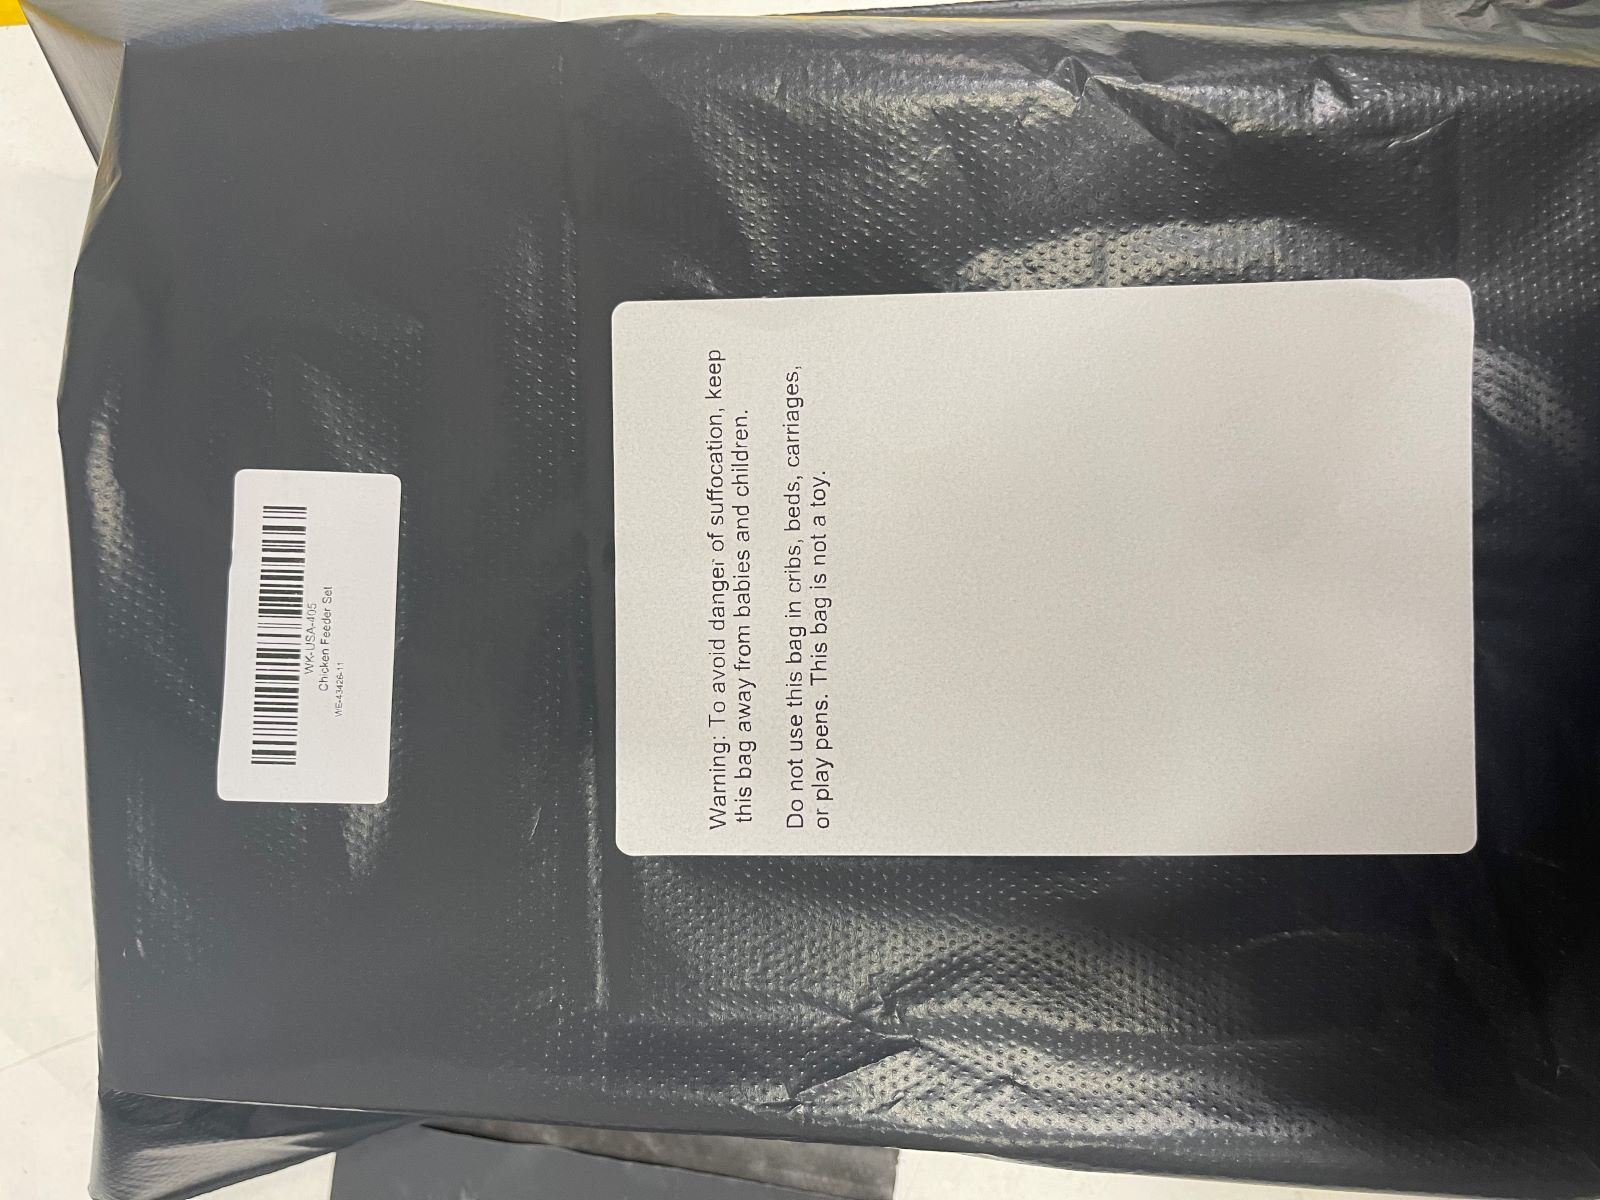 WK-USA-405
Chicken Feeder Set
WE-43426-11
Warning: To avoid danger of suffocation, keep
this bag away from babies and children.
Do not use this bag in cribs, beds, carriages,
or play pens. This bag is not a toy.